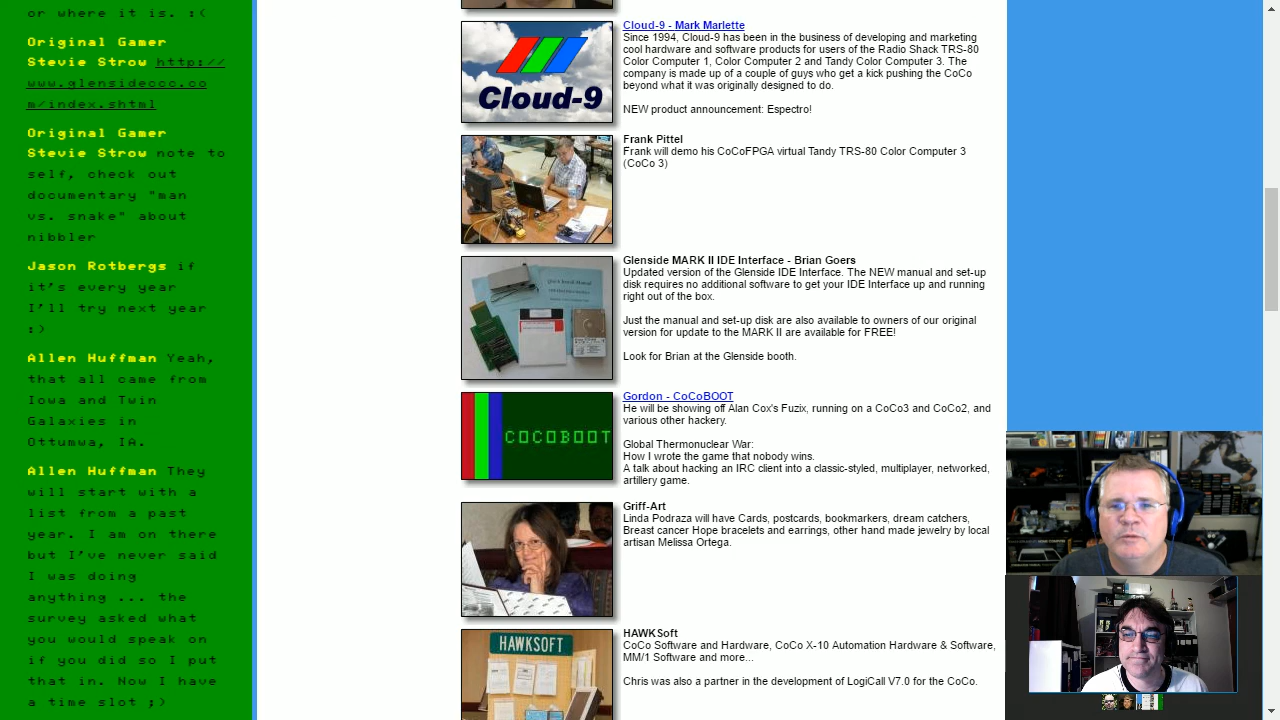 or where it is. :(
Original Gamer
Stevie Strow http://
www.glensideccc.co
m/index.shtml
Original Gamer
Stevie Strow note to
self, check out
documentary "man
vs. snake" about
nibbler
Jason Rotbergs if
it's every year
I'll try next year
:)
Allen Huffman Yeah,
that all came from
Iowa and Twin
Galaxies in
Ottumwa, IA.
Allen Huffman They
will start with a
list from a past
year. I am on there
but I've never said
I was doing
anything ... the
survey asked what
you would speak on
if you did so I put
that in. Now I have
a time slot ;)
Cloud-9
Cloud-9 - Mark Marlette
Since 1994, Cloud-9 has been in the business of developing and marketing
cool hardware and software products for users of the Radio Shack TRS-80
Color Computer 1, Color Computer 2 and Tandy Color Computer 3. The
company is made up of a couple of guys who get a kick pushing the CoCo
beyond what it was originally designed to do.
NEW product announcement: Espectro!
Frank Pittel
Frank will demo his CoCoFPGA virtual Tandy TRS-80 Color Computer 3
(CoCo 3)
Glenside MARK II IDE Interface - Brian Goers
Updated version of the Glenside IDE Interface. The NEW manual and set-up
disk requires no additional software to get your IDE Interface up and running
right out of the box.
Just the manual and set-up disk are also available to owners of our original
version for update to the MARK II are available for FREE!
Look for Brian at the Glenside booth.
COCOBOOT
Gordon - CoCoBOOT
He will be showing off Alan Cox's Fuzix, running on a CoCo3 and CoCo2, and
various other hackery.
Global Thermonuclear War:
How I wrote the game that nobody wins.
A talk about hacking an IRC client into a classic-styled, multiplayer, networked,
artillery game.
Griff-Art
Linda Podraza will have Cards, postcards, bookmarkers, dream catchers,
Breast cancer Hope bracelets and earrings, other hand made jewelry by local
artisan Melissa Ortega.
HAWKSOFT
HAWKSoft
CoCo Software and Hardware, CoCo X-10 Automation Hardware & Software,
MM/1 Software and more...
Chris was also a partner in the development of LogiCall V7.0 for the CoCo.